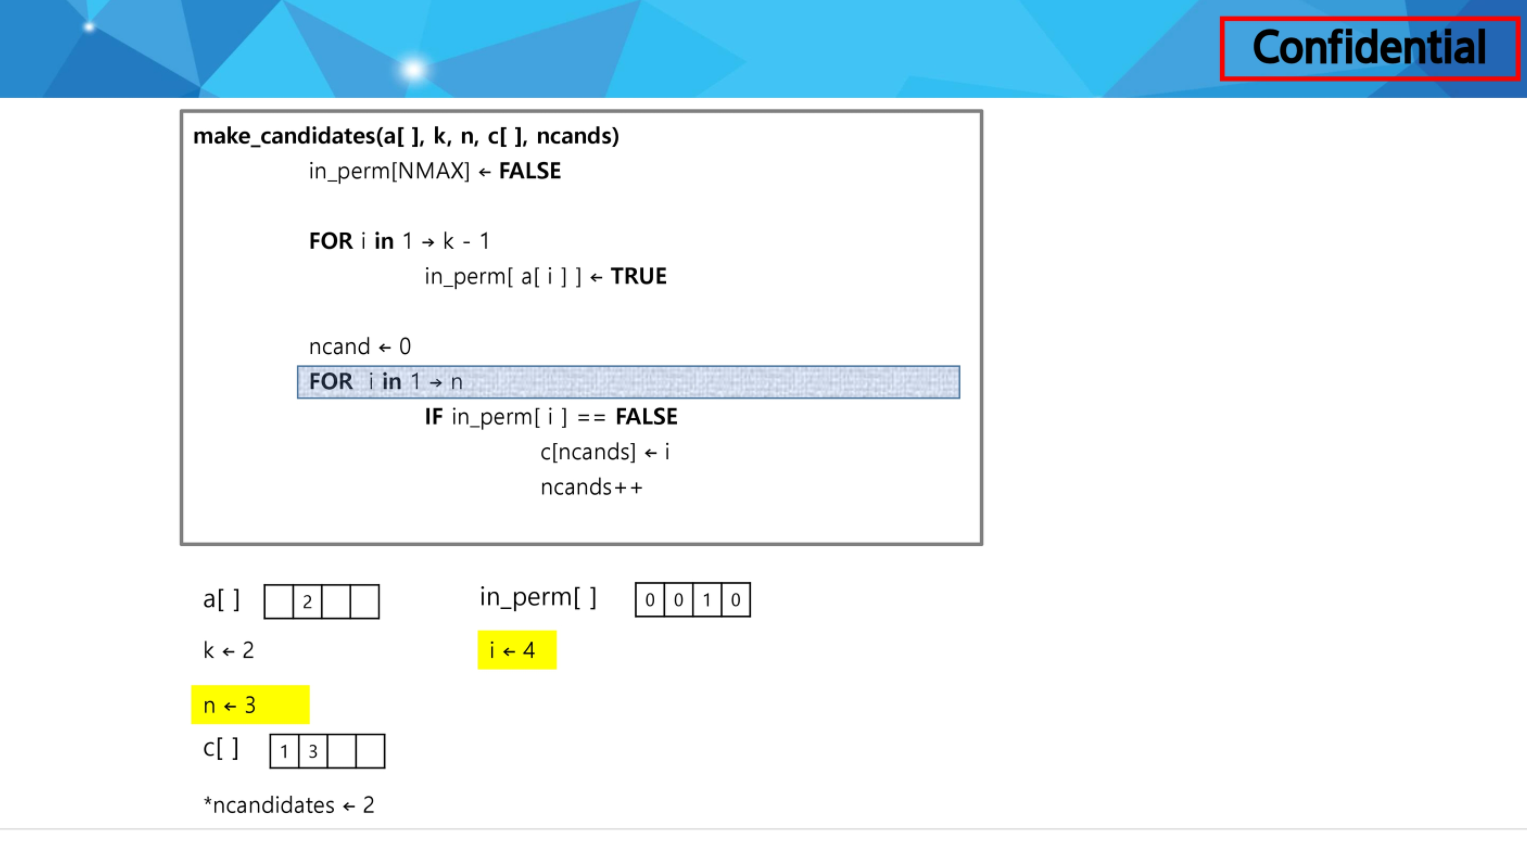 Confidential
make_candidates(a[ ], k, n, c[ ], ncands)
in_perm[NMAX] ← FALSE
FOR i in 1 → k - 1
in_perm[ a[ i ] ] ← TRUE
ncand ← 0
FOR i in 1 → n
IF in_perm[ i ] == FALSE
c[ncands] ← i
ncands++
a[ ] 2 in_perm[ ] 0 0 1 0
k ← 2 i ← 4
n ← 3
c[ ] 1 3
*ncandidates ← 2